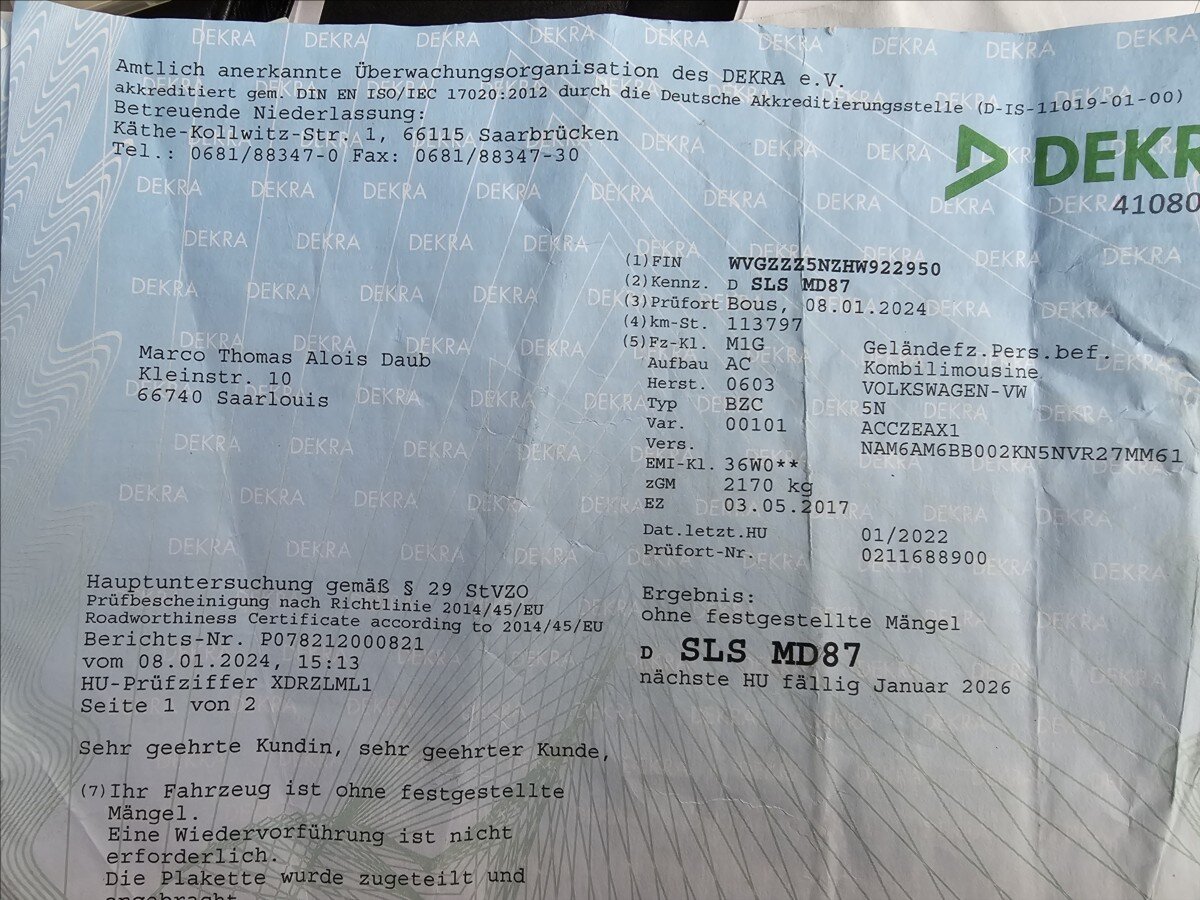 Amtlich anerkannte Überwachungsorganisation des DEKRA e.V.
akkreditiert gem. DIN EN ISO/IEC 17020:2012 durch die Deutsche Akkreditierungsstelle (D-IS-11019-01-00)
Betreuende Niederlassung:
Käthe-Kollwitz-Str. 1, 66115 Saarbrücken
Tel.: 0681/88347-0 Fax: 0681/88347-30
DEKR
41080
Marco Thomas Alois Daub
Kleinstr. 10
66740 Saarlouis
(1) FIN WVGZZZ5NZHW922950
(2) Kennz. D SLS MD87
(3) Prüfort Bous, 08.01.2024
(4) km-St. 113797
(5) Fz-Kl. M1G Geländefz.Pers.bef.
Aufbau AC Kombilimousine
Herst. 0603 VOLKSWAGEN-VW
Typ BZC 5N
Var. 00101 ACCZEAX1
Vers. NAM6AM6BB002KN5NVR27MM61
EMI-Kl. 36W0**
zGM 2170 kg
EZ 03.05.2017
Dat.letzt.HU 01/2022
Prüfort-Nr. 0211688900
Hauptuntersuchung gemäß § 29 StVZO
Prüfbescheinigung nach Richtlinie 2014/45/EU
Roadworthiness Certificate according to 2014/45/EU
Berichts-Nr. P078212000821
vom 08.01.2024, 15:13
HU-Prüfziffer XDRZLML1
Seite 1 von 2
Ergebnis:
ohne festgestellte Mängel
D SLS MD87
nächste HU fällig Januar 2026
Sehr geehrte Kundin, sehr geehrter Kunde,
(7) Ihr Fahrzeug ist ohne festgestellte
Mängel.
Eine Wiedervorführung ist nicht
erforderlich.
Die Plakette wurde zugeteilt und